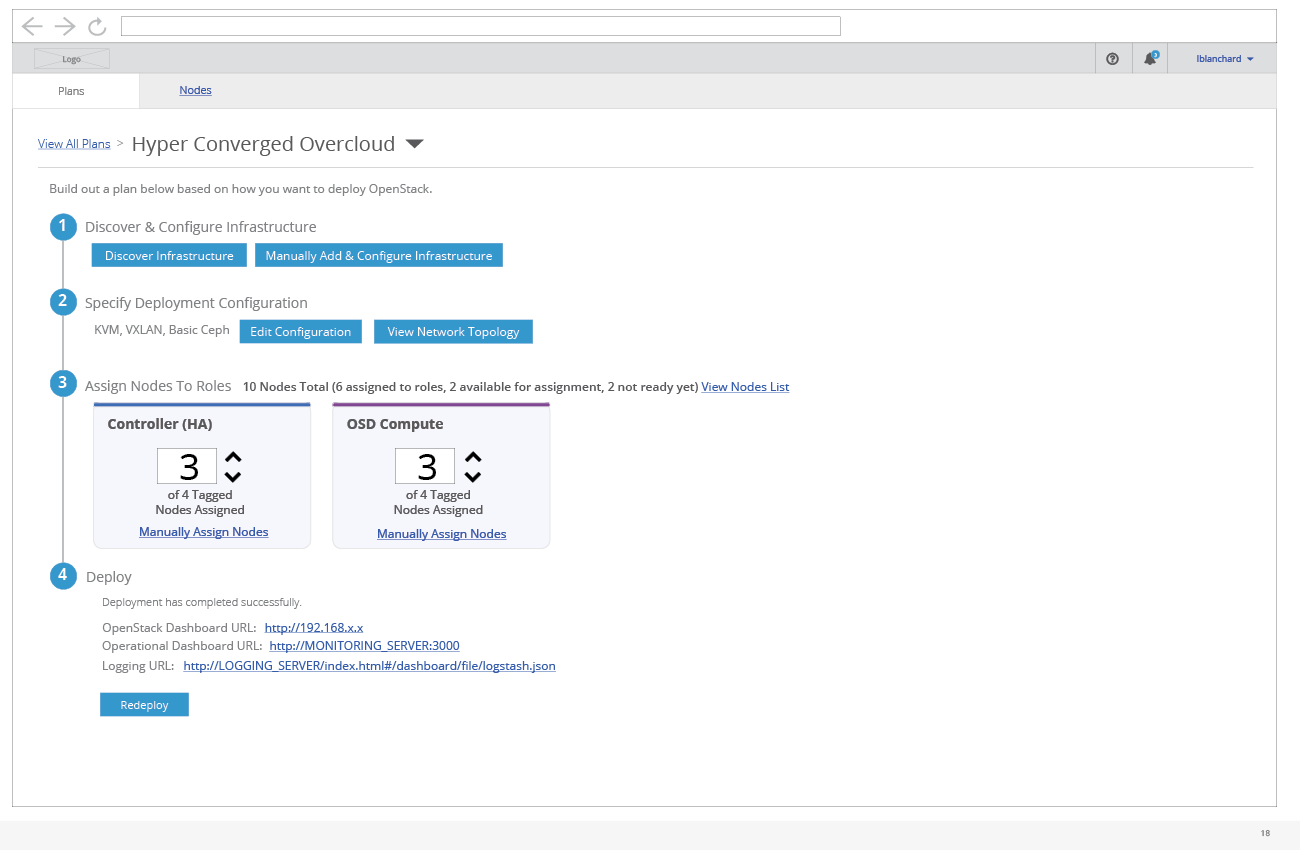 Logo
3
lblanchard
Plans
Nodes
View All Plans > Hyper Converged Overcloud
Build out a plan below based on how you want to deploy OpenStack.
1 Discover & Configure Infrastructure
Discover Infrastructure Manually Add & Configure Infrastructure
2 Specify Deployment Configuration
KVM, VXLAN, Basic Ceph Edit Configuration View Network Topology
3 Assign Nodes To Roles 10 Nodes Total (6 assigned to roles, 2 available for assignment, 2 not ready yet) View Nodes List
Controller (HA)
3
of 4 Tagged
Nodes Assigned
Manually Assign Nodes
OSD Compute
3
of 4 Tagged
Nodes Assigned
Manually Assign Nodes
4 Deploy
Deployment has completed successfully.
OpenStack Dashboard URL: http://192.168.x.x
Operational Dashboard URL: http://MONITORING_SERVER:3000
Logging URL: http://LOGGING_SERVER/index.html#/dashboard/file/logstash.json
Redeploy
18